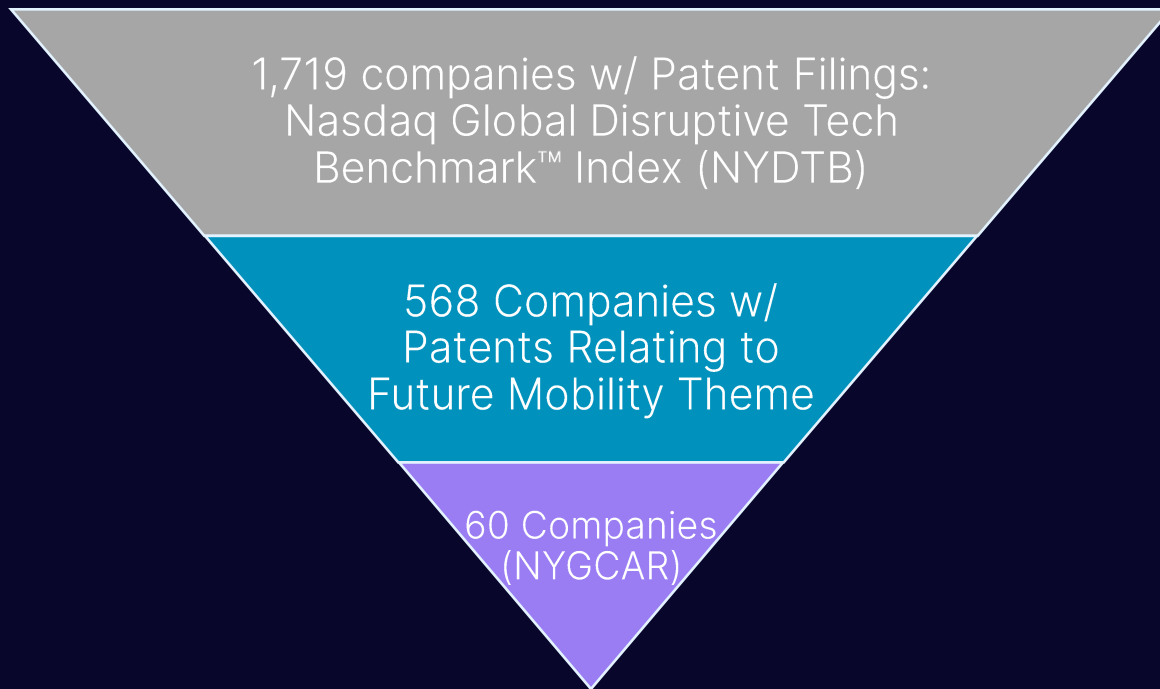 1,719 companies w/ Patent Filings:
Nasdaq Global Disruptive Tech
Benchmark™ Index (NYDTB)
568 Companies w/
Patents Relating to
Future Mobility Theme
60 Companies
(NYGCAR)